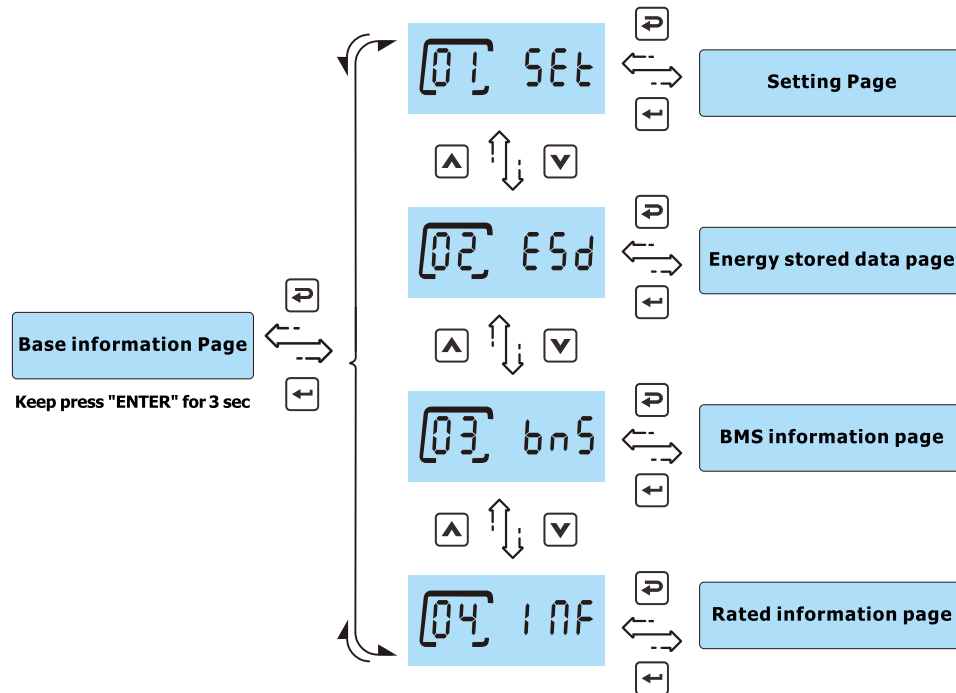 01 SEt
Setting Page
02 ESd
Energy stored data page
Base information Page
Keep press "ENTER" for 3 sec
03 bnS
BMS information page
04 INF
Rated information page